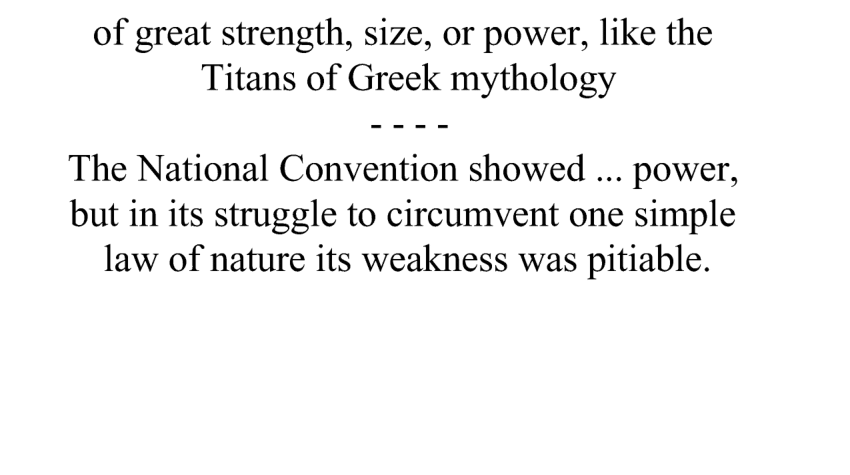 of great strength, size, or power, like the
Titans of Greek mythology
- - - -
The National Convention showed ... power,
but in its struggle to circumvent one simple
law of nature its weakness was pitiable.